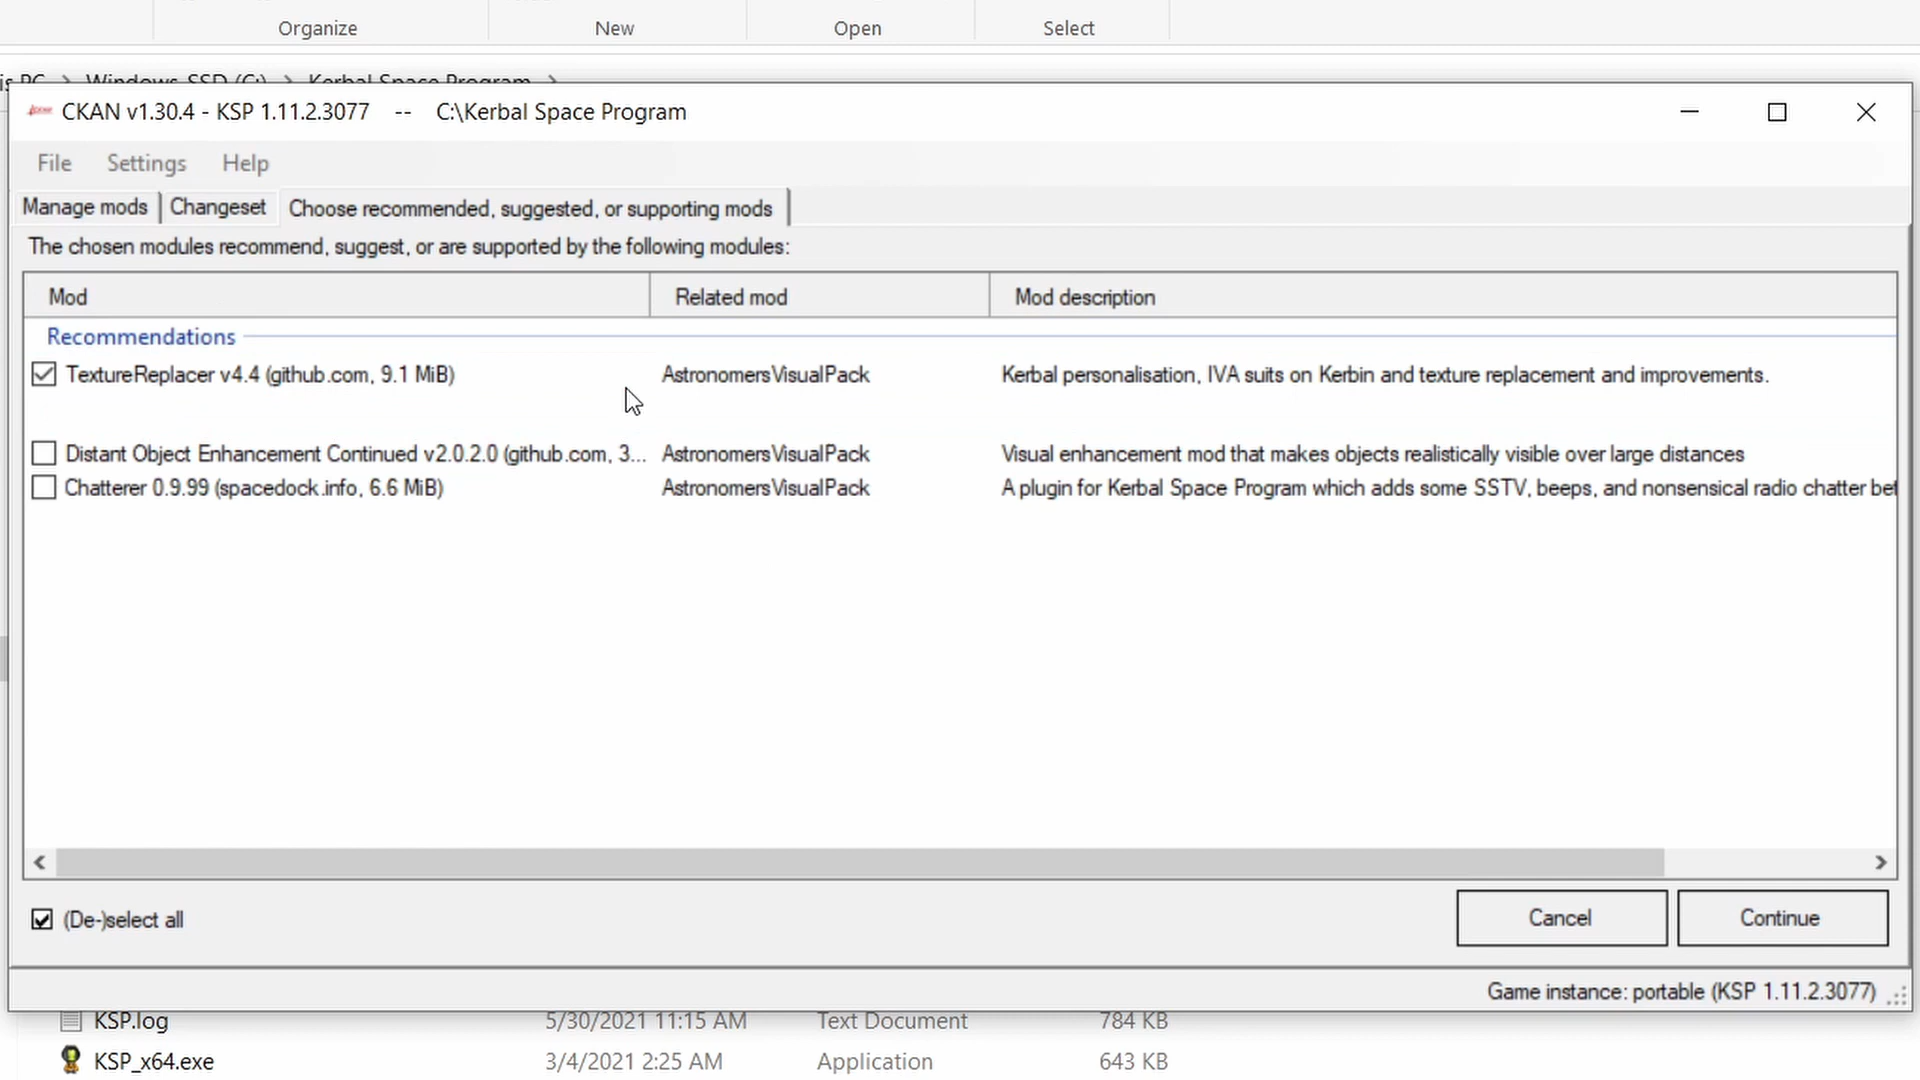 Organize New Open Select
is PC > Windows-SSD (C:) > Kerbal Space Program >
CKAN v1.30.4 - KSP 1.11.2.3077 -- C:\Kerbal Space Program
File Settings Help
Manage mods Changeset Choose recommended, suggested, or supporting mods
The chosen modules recommend, suggest, or are supported by the following modules:
Mod Related mod Mod description
Recommendations
TextureReplacer v4.4 (github.com, 9.1 MiB) AstronomersVisualPack Kerbal personalisation, IVA suits on Kerbin and texture replacement and improvements.
Distant Object Enhancement Continued v2.0.2.0 (github.com, 3... AstronomersVisualPack Visual enhancement mod that makes objects realistically visible over large distances
Chatterer 0.9.99 (spacedock.info, 6.6 MiB) AstronomersVisualPack A plugin for Kerbal Space Program which adds some SSTV, beeps, and nonsensical radio chatter bet
(De-)select all
Cancel Continue
Game instance: portable (KSP 1.11.2.3077)
KSP.log 5/30/2021 11:15 AM Text Document 784 KB
KSP_x64.exe 3/4/2021 2:25 AM Application 643 KB